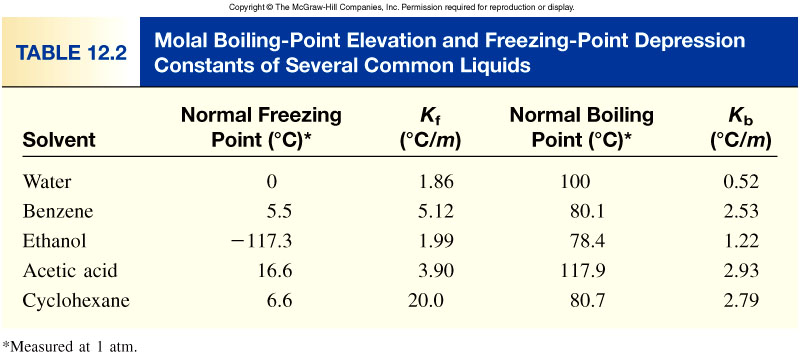 Copyright © The McGraw-Hill Companies, Inc. Permission required for reproduction or display.
TABLE 12.2
Molal Boiling-Point Elevation and Freezing-Point Depression
Constants of Several Common Liquids
Normal Freezing Kf Normal Boiling Kb
Solvent Point (°C)* (°C/m) Point (°C)* (°C/m)
Water 0 1.86 100 0.52
Benzene 5.5 5.12 80.1 2.53
Ethanol −117.3 1.99 78.4 1.22
Acetic acid 16.6 3.90 117.9 2.93
Cyclohexane 6.6 20.0 80.7 2.79
*Measured at 1 atm.